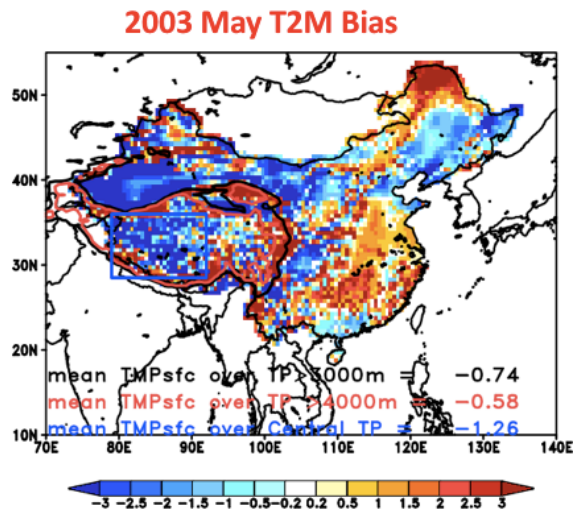 2003 May T2M Bias
50N
40N
30N
20N
10N
mean TMPsfc over TP 3000m = -0.74
mean TMPsfc over TP >4000m = -0.58
mean TMPsfc over Central TP = -1.26
70E 80E 90E 100E 110E 120E 130E 140E
-3 -2.5 -2 -1.5 -1 -0.5 -0.2 0.2 0.5 1 1.5 2 2.5 3